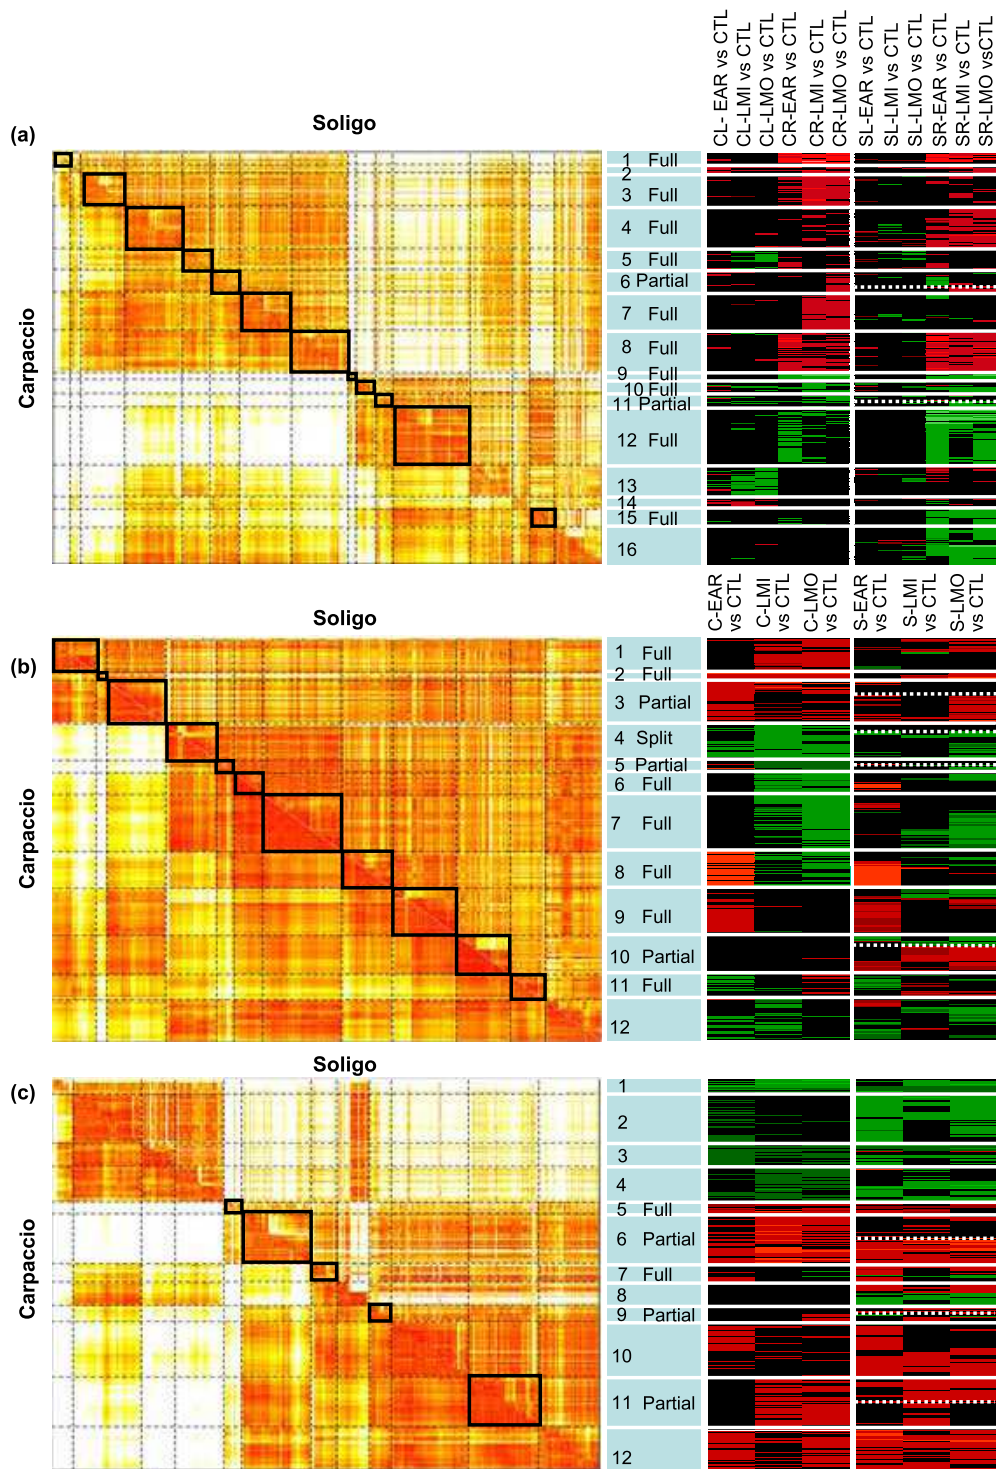 CL- EAR vs CTL
CL-LMI vs CTL
CL-LMO vs CTL
CR-EAR vs CTL
CR-LMI vs CTL
CR-LMO vs CTL
SL-EAR vs CTL
SL-LMI vs CTL
SL-LMO vs CTL
SR-EAR vs CTL
SR-LMI vs CTL
SR-LMO vsCTL
(a)
Soligo
Carpaccio
1 Full
2
3 Full
4 Full
5 Full
6 Partial
7 Full
8 Full
9 Full
10 Full
11 Partial
12 Full
13
14
15 Full
16
C-EAR
vs CTL
C-LMI
vs CTL
C-LMO
vs CTL
S-EAR
vs CTL
S-LMI
vs CTL
S-LMO
vs CTL
(b)
Soligo
Carpaccio
1 Full
2 Full
3 Partial
4 Split
5 Partial
6 Full
7 Full
8 Full
9 Full
10 Partial
11 Full
12
(c)
Soligo
Carpaccio
1
2
3
4
5 Full
6 Partial
7 Full
8
9 Partial
10
11 Partial
12